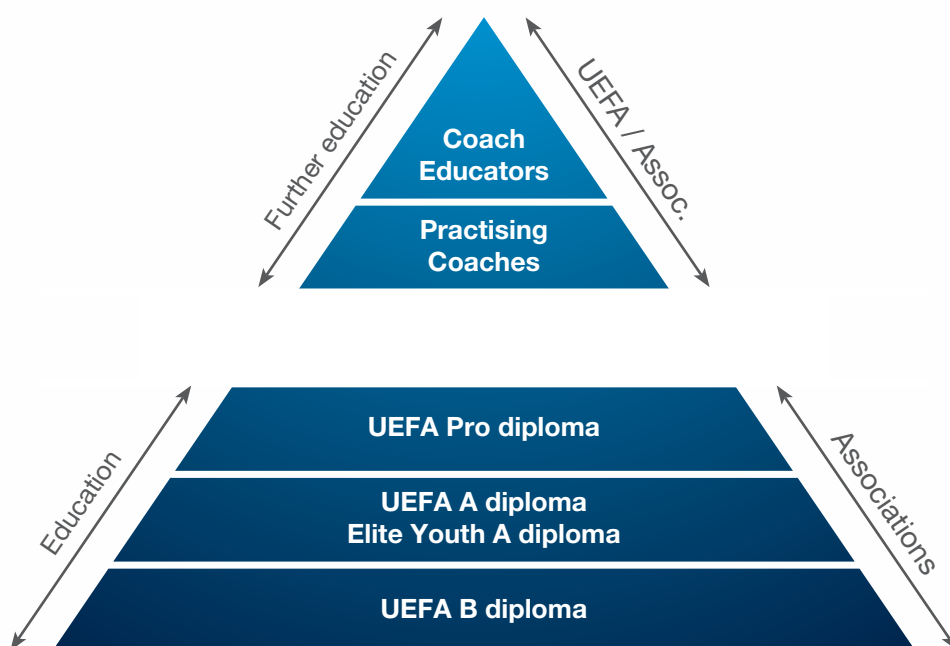 Further education
UEFA / Assoc.
Coach
Educators
Practising
Coaches
Education
Associations
UEFA Pro diploma
UEFA A diploma
Elite Youth A diploma
UEFA B diploma